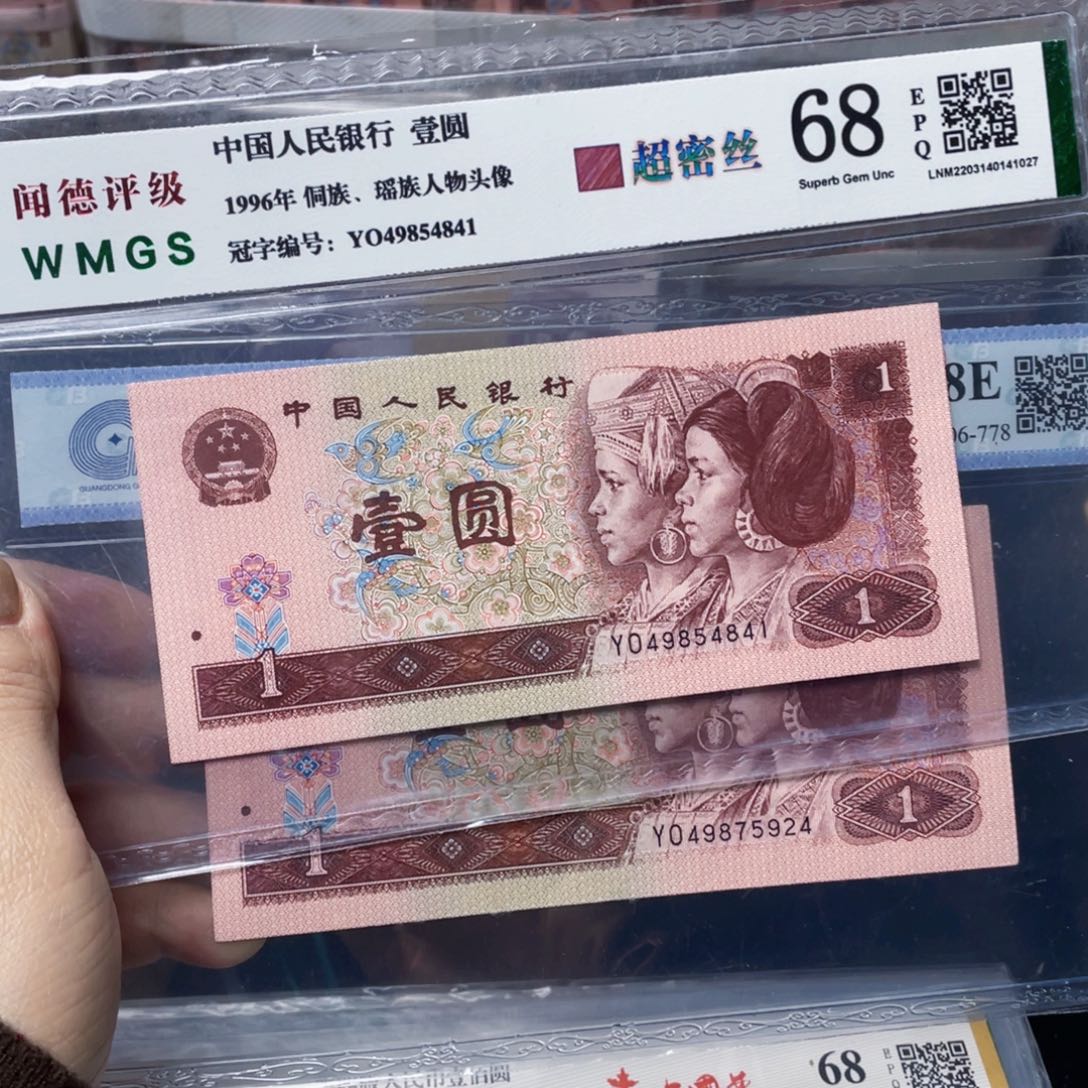 闻德评级
WMGS
中国人民银行 壹圆
1996年 侗族、瑶族人物头像
冠字编号：YO49854841
超密丝
68
Superb Gem Unc
EPQ
LNM2203140141027
8E
06-778
GUANGDONG G
中国人民银行
壹圆
1
1
1
YO49854841
1
1
YO49875924
68